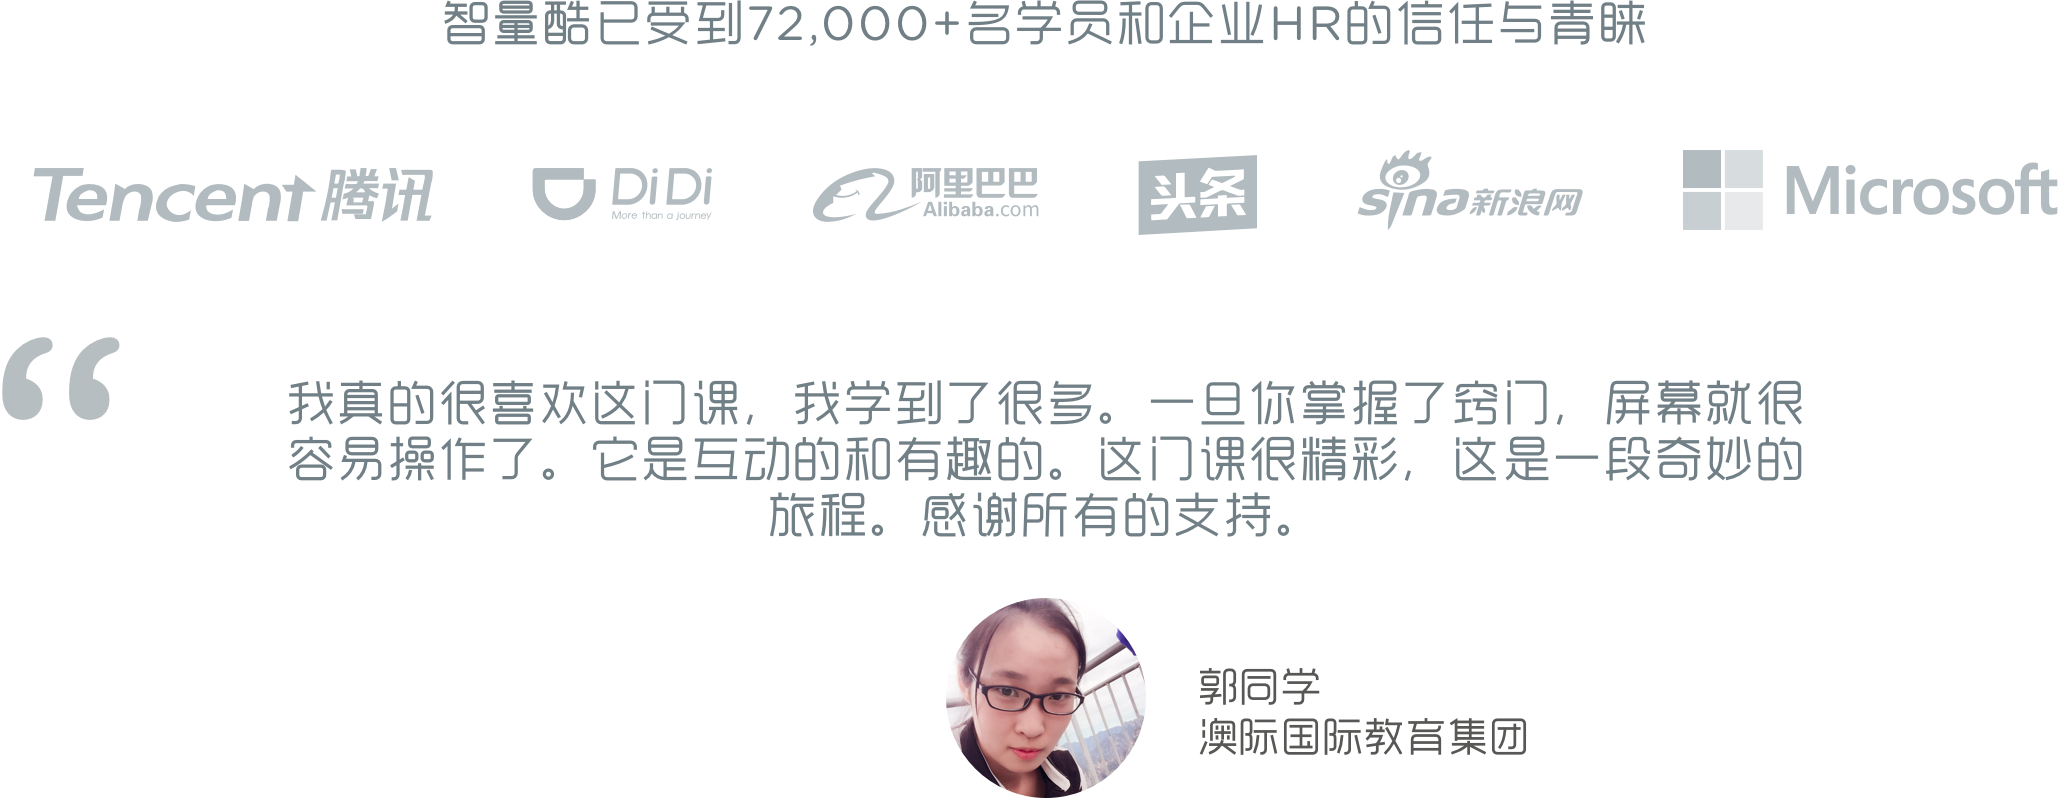 智量酷已受到72,000+名学员和企业HR的信任与青睐
Tencent腾讯
DiDi
More than a journey
阿里巴巴
Alibaba.com
头条
sina新浪网
Microsoft
“
我真的很喜欢这门课，我学到了很多。一旦你掌握了窍门，屏幕就很
容易操作了。它是互动的和有趣的。这门课很精彩，这是一段奇妙的
旅程。感谢所有的支持。
郭同学
澳际国际教育集团